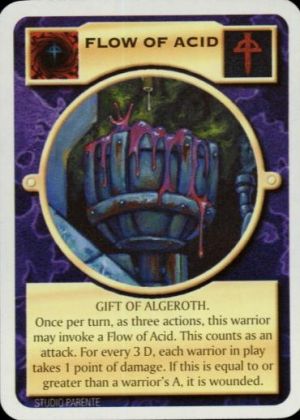 FLOW OF ACID
GIFT OF ALGEROTH.
Once per turn, as three actions, this warrior
may invoke a Flow of Acid. This counts as an
attack. For every 3 D, each warrior in play
takes 1 point of damage. If this is equal to or
greater than a warrior's A, it is wounded.
STUDIO PARENTE